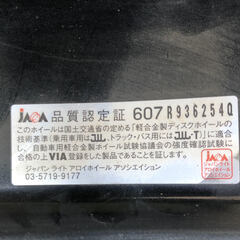 JAWA 品質認定証 607 R9362540
このホイールは国土交通省の定める「軽合金製ディスクホイールの
技術基準(乗用車用はJWL、トラック・バス用にはJWL-T)」により、
自動車用軽合金ホイール試験協議会の強度確認試験に
合格の上VIA登録をした製品であることを証します。
ジャパン ライト アロイホイール アソシエイション
03-5719-9177
JAWA